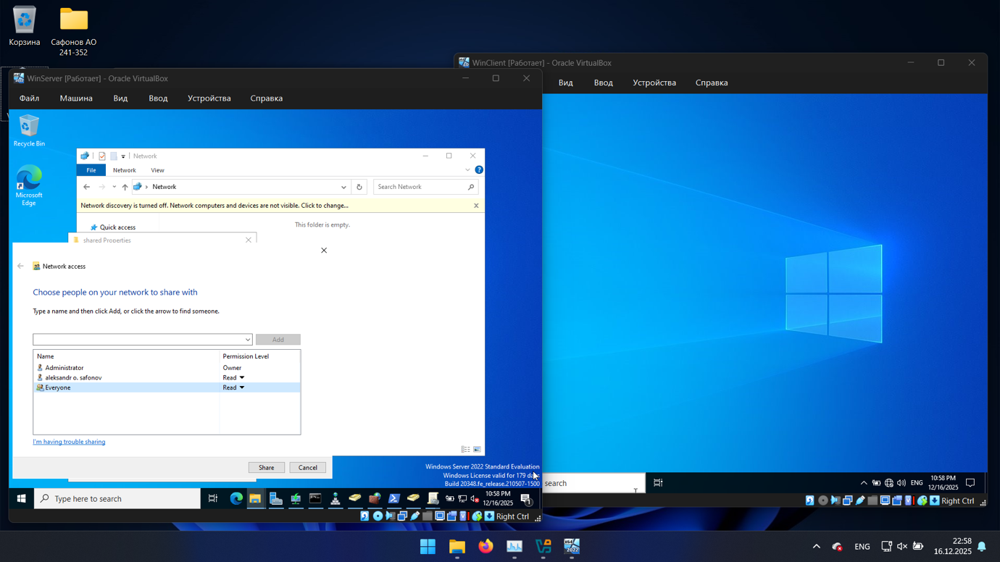 Корзина
Сафонов АО
241-352
WinClient [Работает] - Oracle VirtualBox
Вид
Ввод
Устройства
Справка
WinServer [Работает] - Oracle VirtualBox
Файл
Машина
Вид
Ввод
Устройства
Справка
Recycle Bin
Microsoft
Edge
Network
File
Network
View
Network
Search Network
Network discovery is turned off. Network computers and devices are not visible. Click to change...
Quick access
This folder is empty.
shared Properties
Network access
Choose people on your network to share with
Type a name and then click Add, or click the arrow to find someone.
Add
Name
Permission Level
Administrator
Owner
aleksandr o. safonov
Read
Everyone
Read
I'm having trouble sharing
Share
Cancel
Windows Server 2022 Standard Evaluation
Windows License valid for 179 days
Build 20348.fe_release.210507-1500
Type here to search
10:58 PM
12/16/2025
1
Right Ctrl
search
ENG
10:58 PM
12/16/2025
Right Ctrl
X64
2022
ENG
22:58
16.12.2025